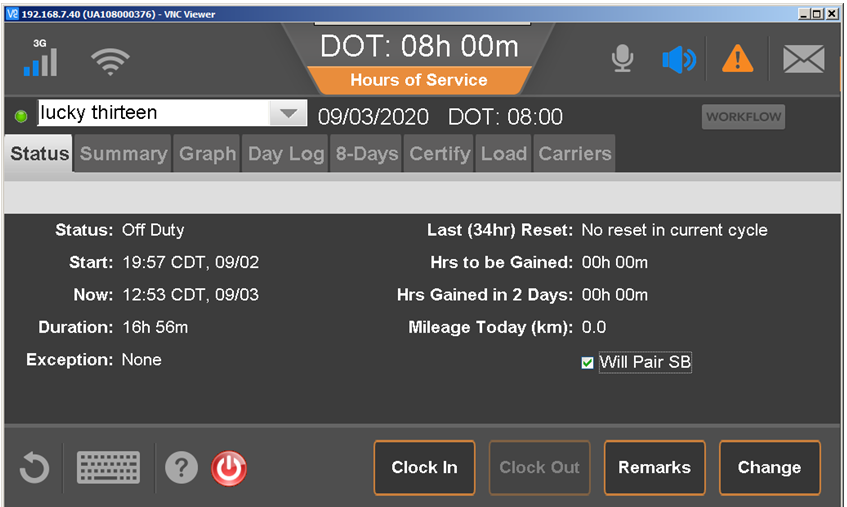 192.168.7.40 (UA108000376) - VNC Viewer
3G
DOT: 08h 00m
Hours of Service
lucky thirteen 09/03/2020 DOT: 08:00 WORKFLOW
Status Summary Graph Day Log 8-Days Certify Load Carriers
Status: Off Duty
Start: 19:57 CDT, 09/02
Now: 12:53 CDT, 09/03
Duration: 16h 56m
Exception: None
Last (34hr) Reset: No reset in current cycle
Hrs to be Gained: 00h 00m
Hrs Gained in 2 Days: 00h 00m
Mileage Today (km): 0.0
Will Pair SB
Clock In Clock Out Remarks Change